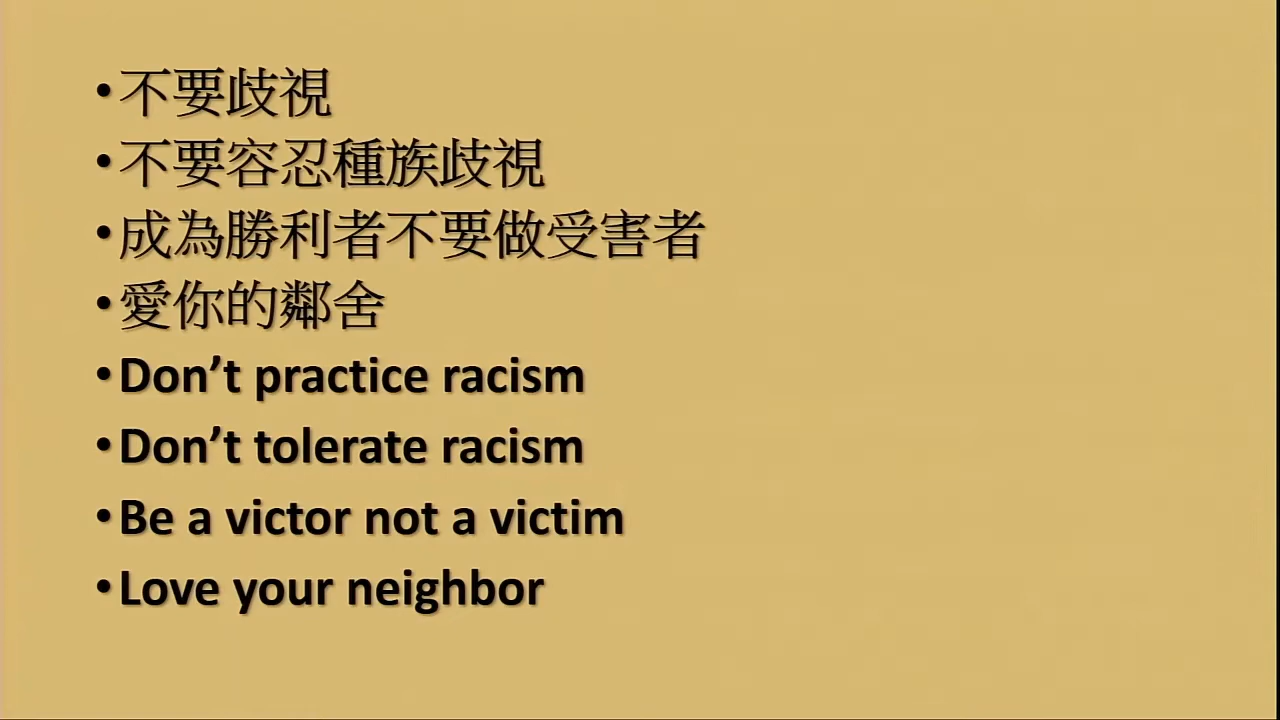 •不要歧視
•不要容忍種族歧視
•成為勝利者不要做受害者
•愛你的鄰舍
•Don’t practice racism
•Don’t tolerate racism
•Be a victor not a victim
•Love your neighbor